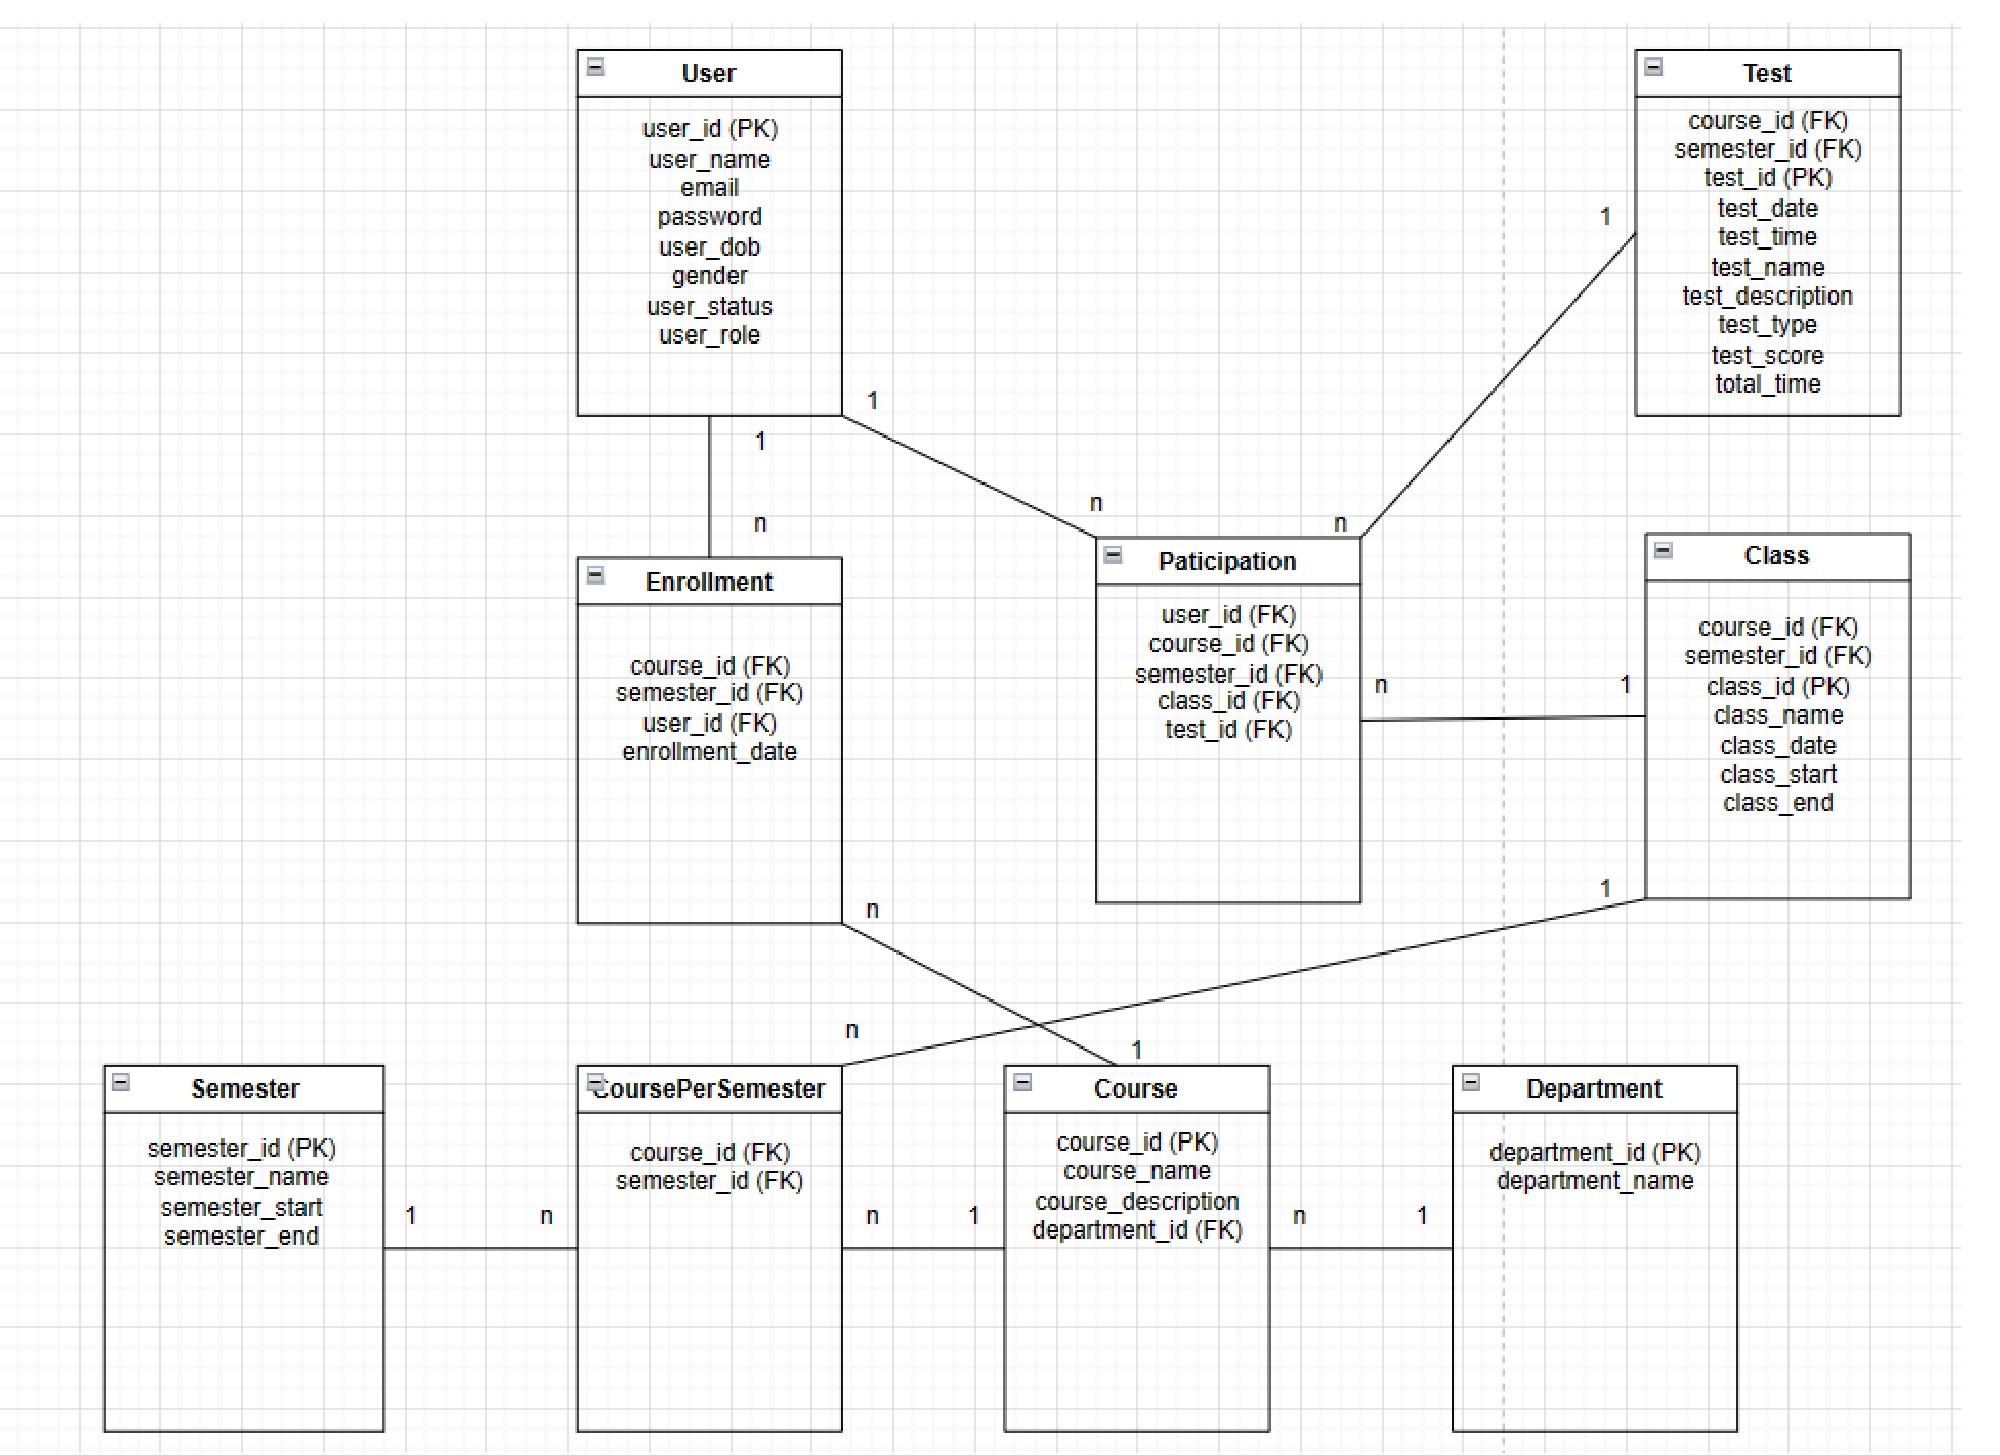 User
user_id (PK)
user_name
email
password
user_dob
gender
user_status
user_role
1
1
n
n
Test
course_id (FK)
semester_id (FK)
test_id (PK)
test_date
test_time
test_name
test_description
test_type
test_score
total_time
1
n
Enrollment
course_id (FK)
semester_id (FK)
user_id (FK)
enrollment_date
n
Paticipation
user_id (FK)
course_id (FK)
semester_id (FK)
class_id (FK)
test_id (FK)
n
1
Class
course_id (FK)
semester_id (FK)
class_id (PK)
class_name
class_date
class_start
class_end
1
n
1
Semester
semester_id (PK)
semester_name
semester_start
semester_end
1
n
CoursePerSemester
course_id (FK)
semester_id (FK)
n
1
Course
course_id (PK)
course_name
course_description
department_id (FK)
n
1
Department
department_id (PK)
department_name